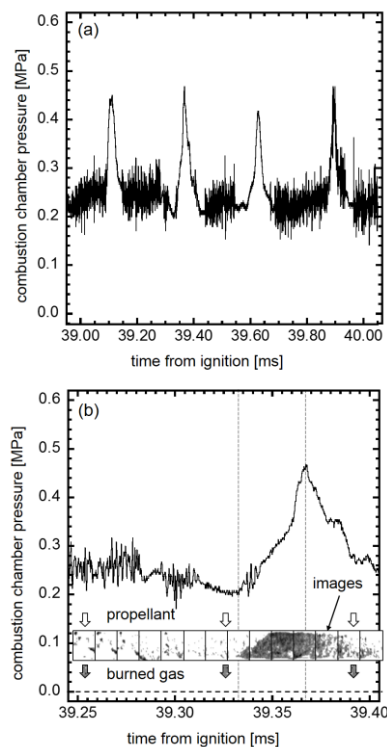 (a)
combustion chamber pressure [MPa]
0.6
0.5
0.4
0.3
0.2
0.1
0.0
39.00 39.20 39.40 39.60 39.80 40.00
time from ignition [ms]
(b)
combustion chamber pressure [MPa]
0.6
0.5
0.4
0.3
0.2
0.1
0.0
images
propellant
burned gas
39.25 39.30 39.35 39.40
time from ignition [ms]